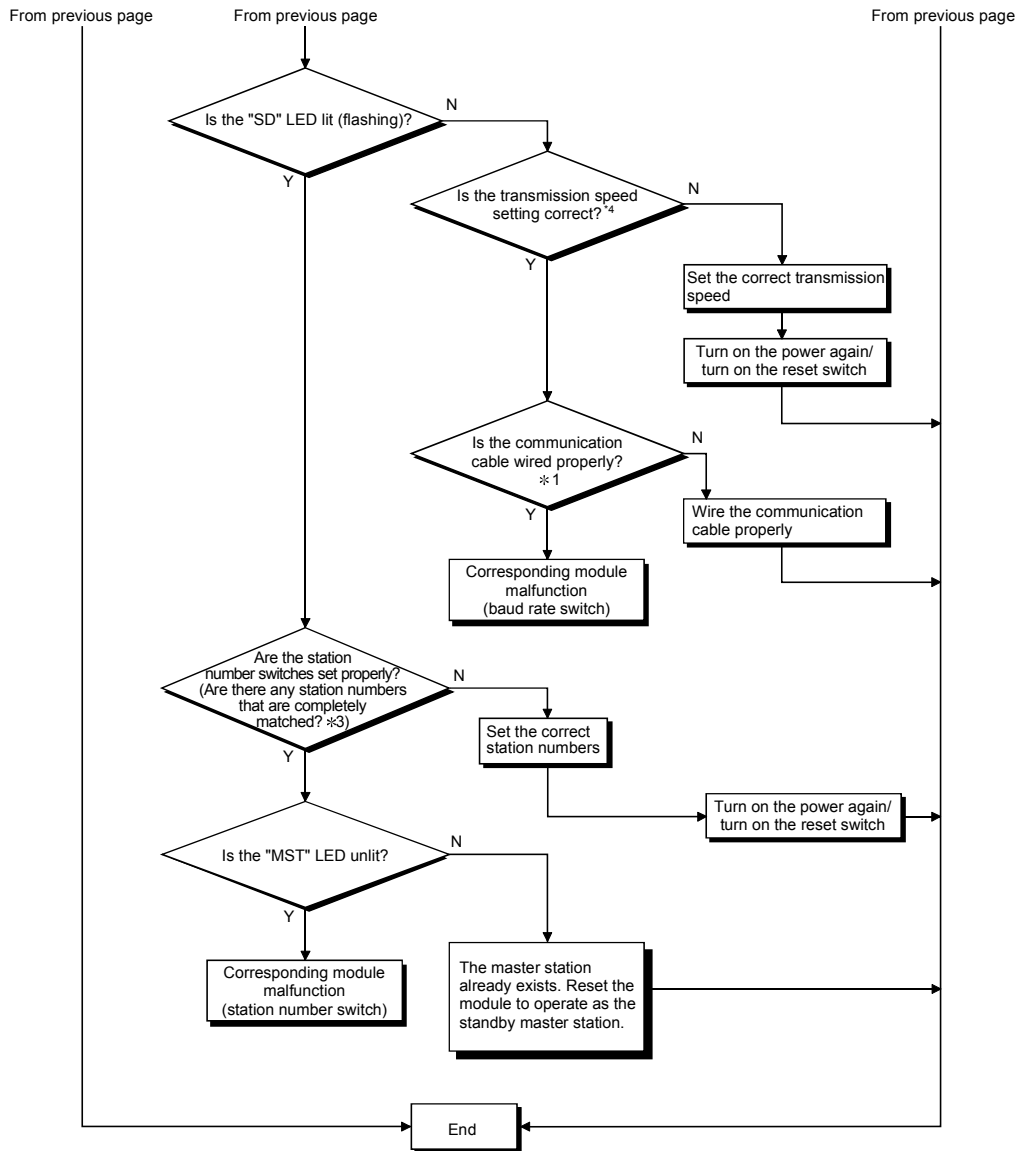 From previous page
From previous page
From previous page
Is the "SD" LED lit (flashing)?
N
Y
Is the transmission speed
setting correct? *4
N
Y
Set the correct transmission
speed
Turn on the power again/
turn on the reset switch
Is the communication
cable wired properly?
*1
N
Y
Wire the communication
cable properly
Corresponding module
malfunction
(baud rate switch)
Are the station
number switches set properly?
(Are there any station numbers
that are completely
matched? *3)
N
Y
Set the correct
station numbers
Turn on the power again/
turn on the reset switch
Is the "MST" LED unlit?
N
Y
Corresponding module
malfunction
(station number switch)
The master station
already exists. Reset the
module to operate as the
standby master station.
End